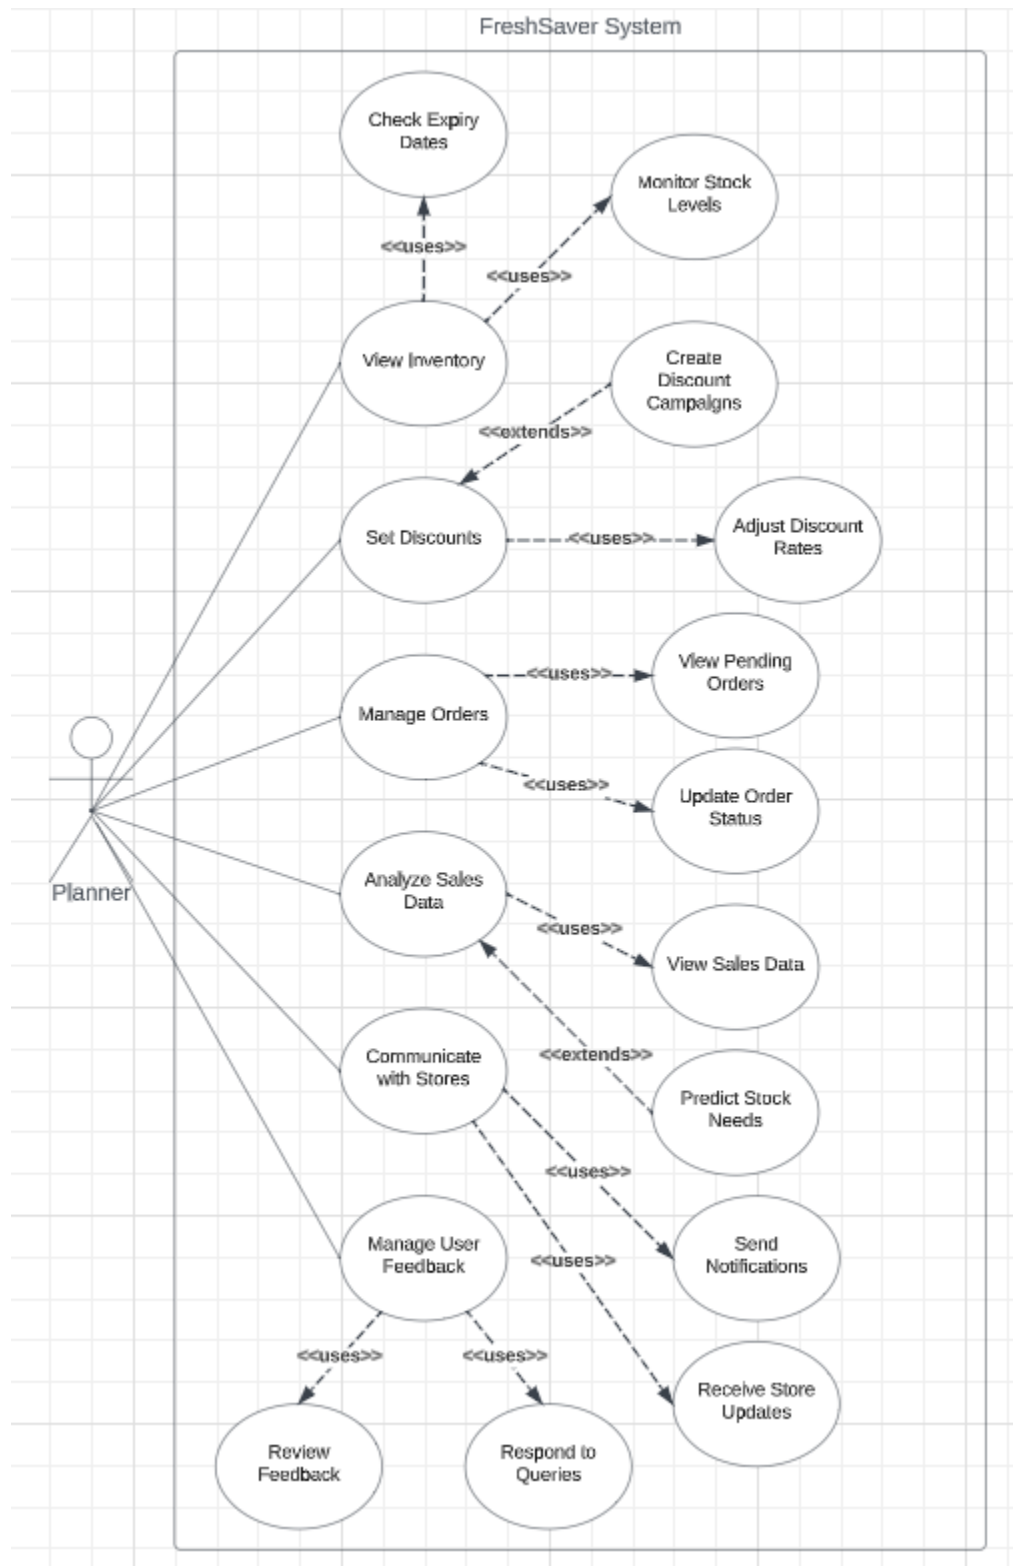 FreshSaver System
Check Expiry
Dates
Monitor Stock
Levels
<<uses>>
<<uses>>
View Inventory
Create
Discount
Campaigns
<<extends>>
Set Discounts
<<uses>>
Adjust Discount
Rates
View Pending
Orders
<<uses>>
Manage Orders
<<uses>>
Update Order
Status
Planner
Analyze Sales
Data
<<uses>>
View Sales Data
<<extends>>
Communicate
with Stores
Predict Stock
Needs
<<uses>>
Manage User
Feedback
<<uses>>
Send
Notifications
<<uses>>
<<uses>>
Receive Store
Updates
Review
Feedback
Respond to
Queries